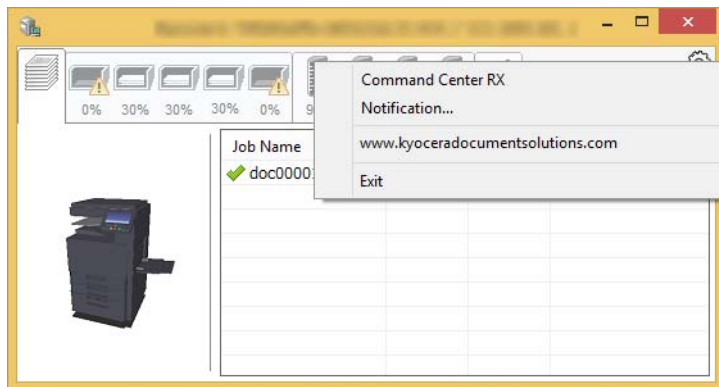 0% 30% 30% 30% 0%
Command Center RX
Notification...
www.kyoceradocumentsolutions.com
Exit
Job Name
doc0000